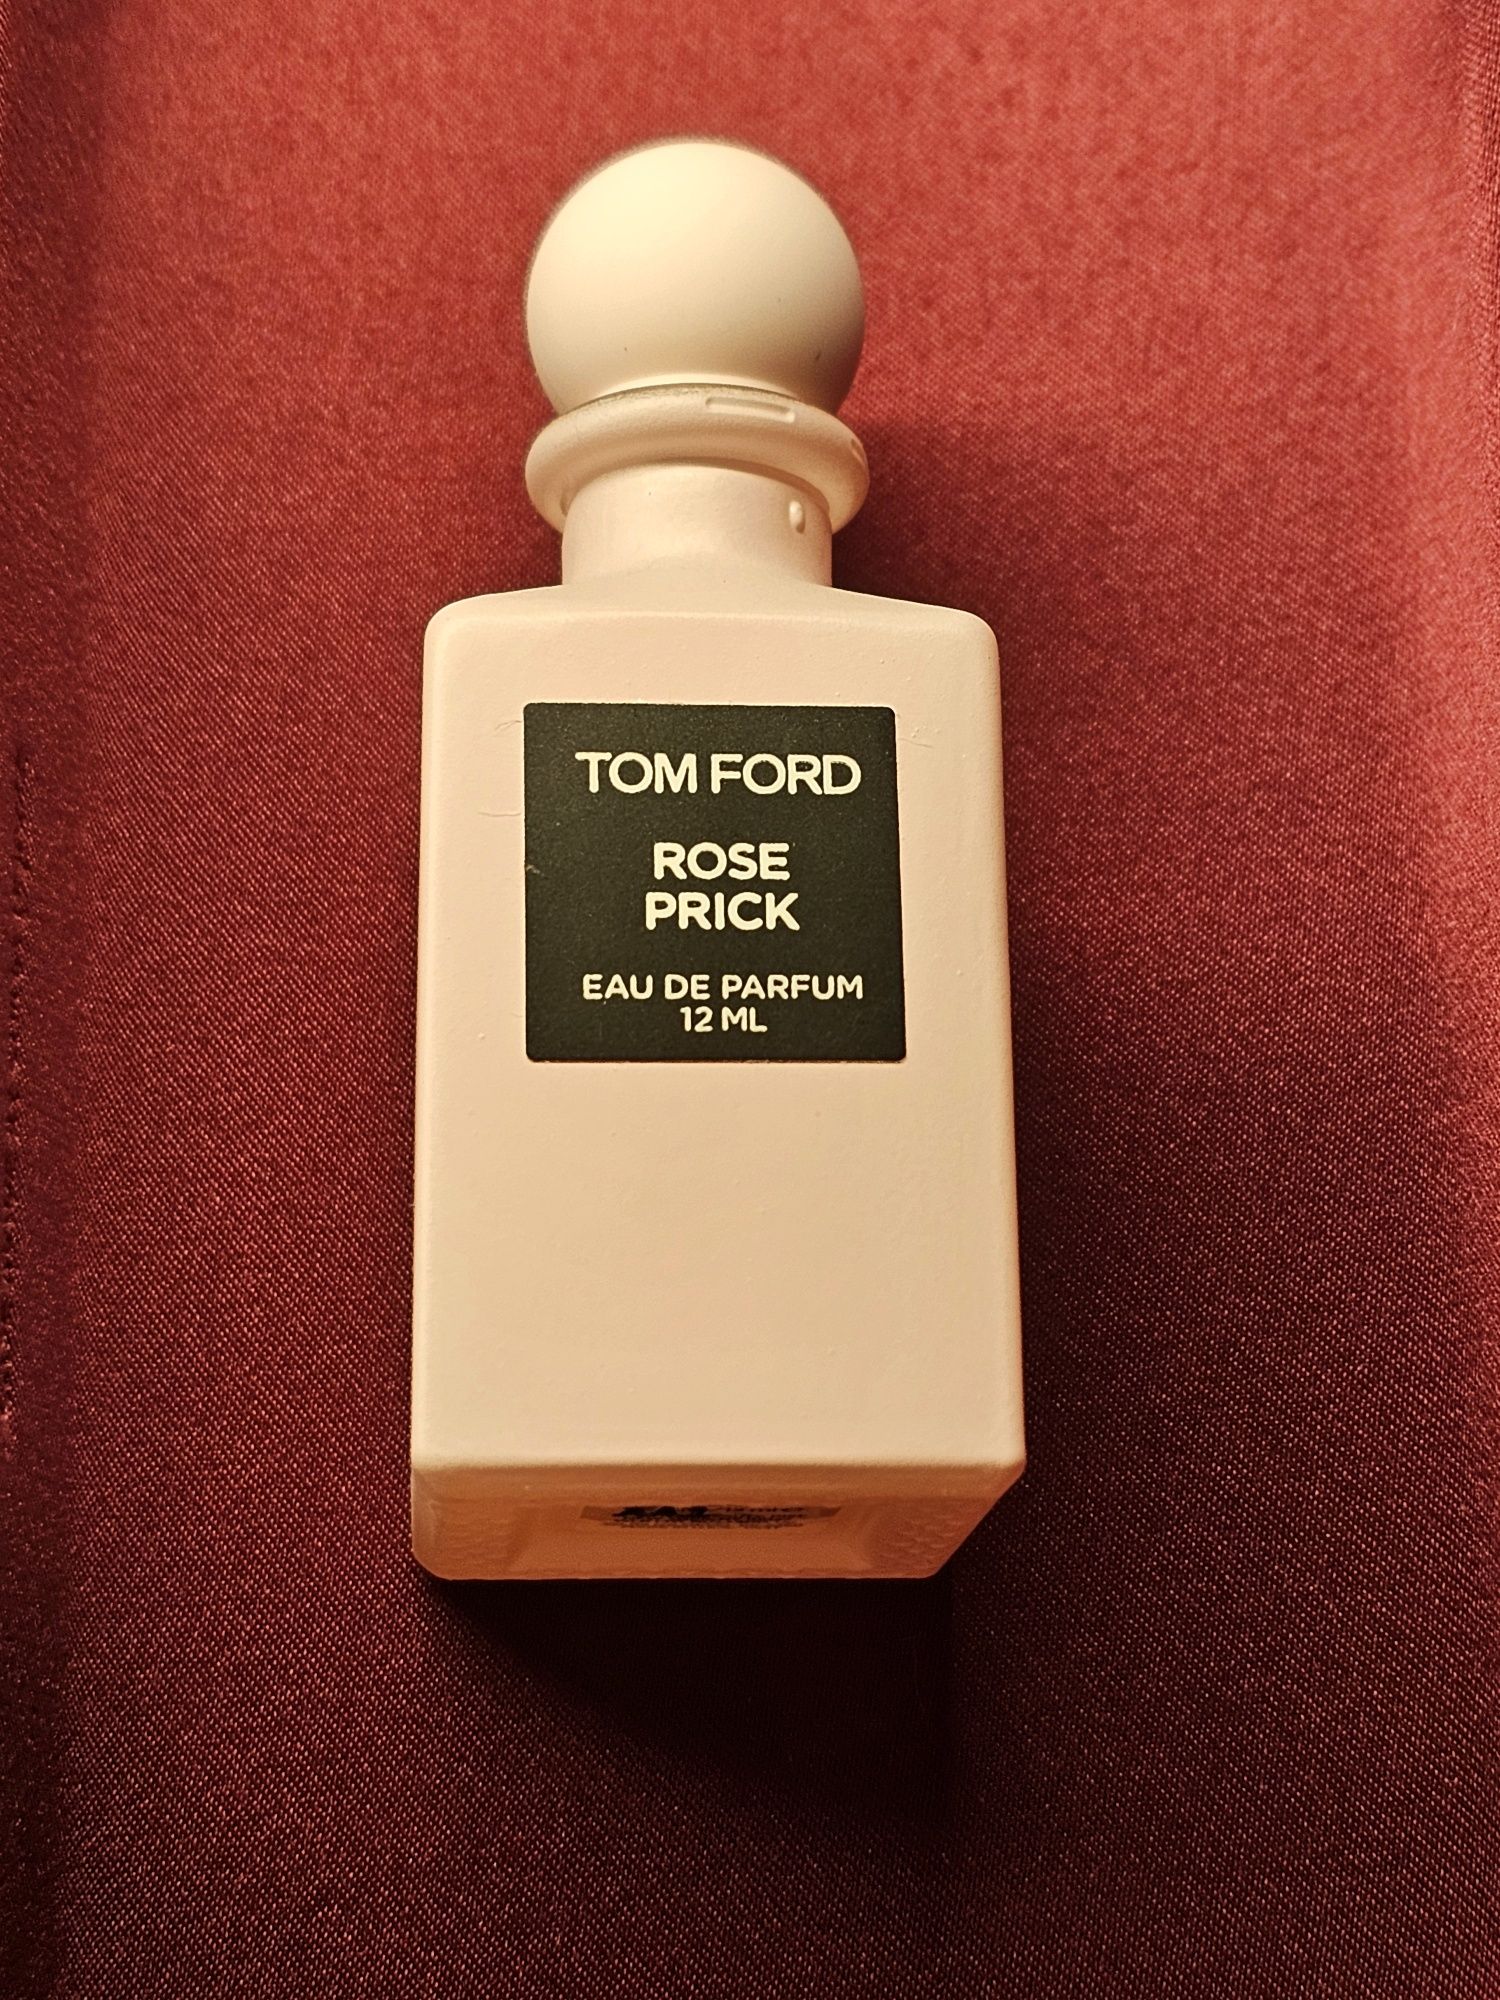 TOM FORD
ROSE
PRICK
EAU DE PARFUM
12 ML